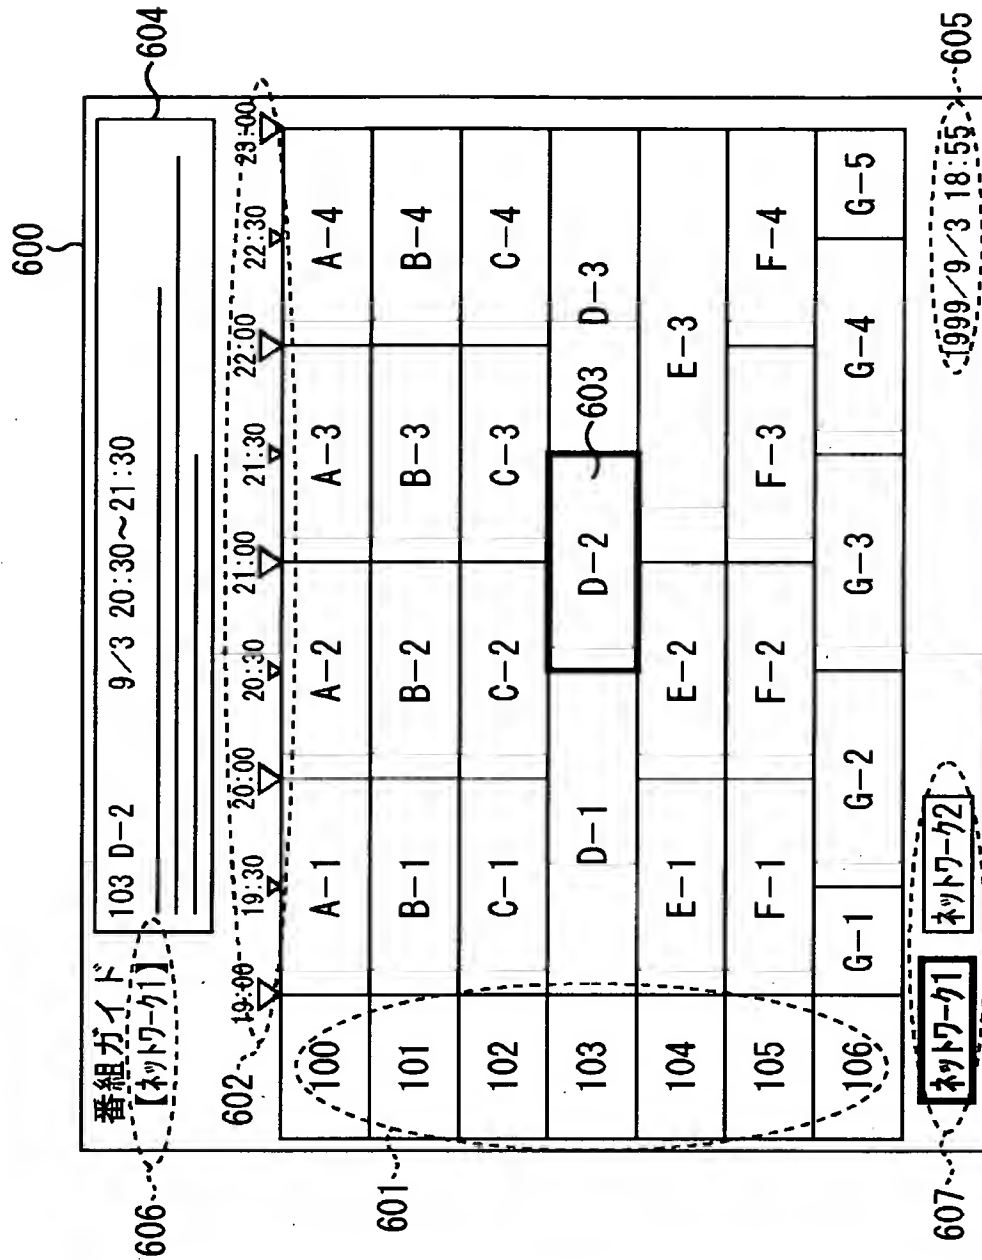 600
604
番組ガイド
103 D-2 9/3 20:30~21:30
606
【ネットワーク1】
602
19:00 19:30 20:00 20:30 21:00 21:30 22:00 22:30 23:00
601
100 A-1 A-2 A-3 A-4
101 B-1 B-2 B-3 B-4
102 C-1 C-2 C-3 C-4
103 D-1 D-2 603 D-3
104 E-1 E-2 E-3
105 F-1 F-2 F-3 F-4
106 G-1 G-2 G-3 G-4 G-5
607
ネットワーク1 ネットワーク2 1999/9/3 18:55
605